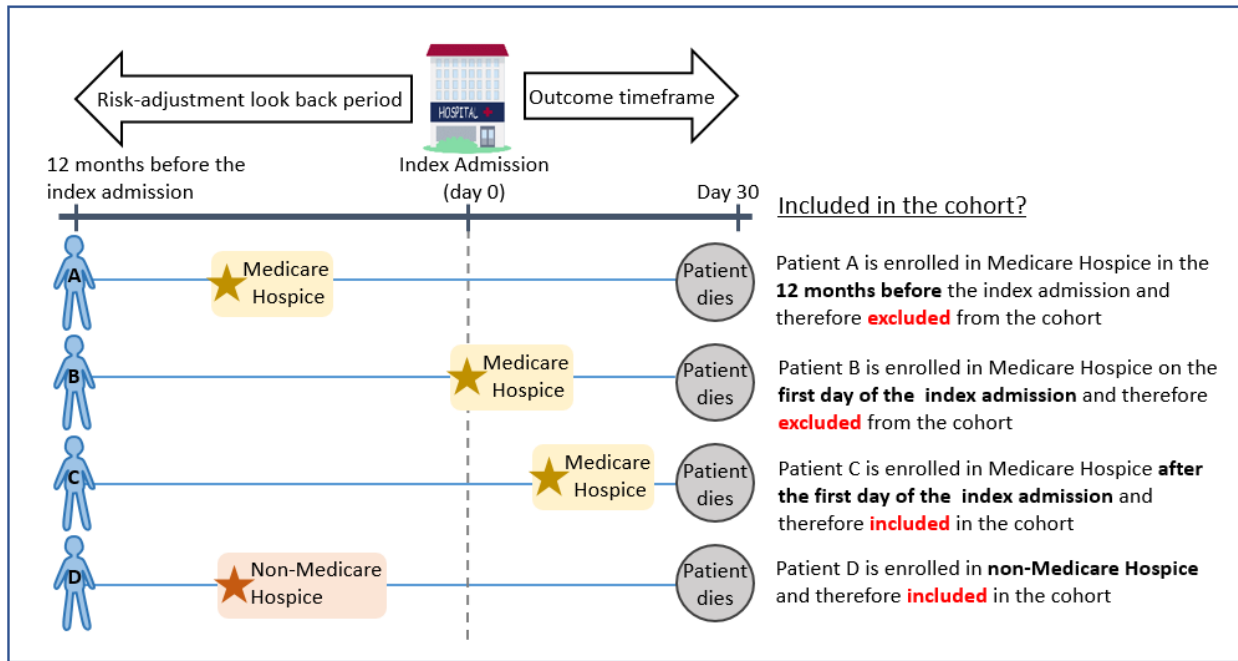 Risk-adjustment look back period
HOSPITAL
Outcome timeframe
12 months before the
index admission
Index Admission
(day 0)
Day 30
Included in the cohort?
A
Medicare
Hospice
Patient
dies
Patient A is enrolled in Medicare Hospice in the
12 months before the index admission and
therefore excluded from the cohort
B
Medicare
Hospice
Patient
dies
Patient B is enrolled in Medicare Hospice on the
first day of the index admission and therefore
excluded from the cohort
C
Medicare
Hospice
Patient
dies
Patient C is enrolled in Medicare Hospice after
the first day of the index admission and
therefore included in the cohort
D
Non-Medicare
Hospice
Patient
dies
Patient D is enrolled in non-Medicare Hospice
and therefore included in the cohort